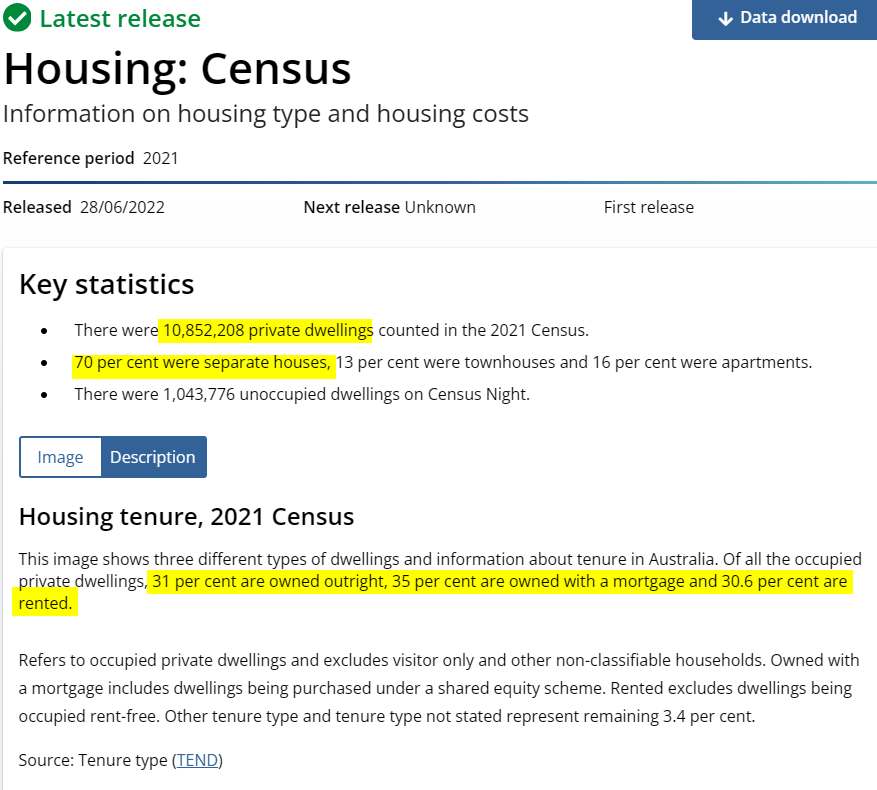 Latest release
Data download
Housing: Census
Information on housing type and housing costs
Reference period 2021
Released 28/06/2022 Next release Unknown First release
Key statistics
There were 10,852,208 private dwellings counted in the 2021 Census.
70 per cent were separate houses, 13 per cent were townhouses and 16 per cent were apartments.
There were 1,043,776 unoccupied dwellings on Census Night.
Image Description
Housing tenure, 2021 Census
This image shows three different types of dwellings and information about tenure in Australia. Of all the occupied
private dwellings, 31 per cent are owned outright, 35 per cent are owned with a mortgage and 30.6 per cent are
rented.
Refers to occupied private dwellings and excludes visitor only and other non-classifiable households. Owned with
a mortgage includes dwellings being purchased under a shared equity scheme. Rented excludes dwellings being
occupied rent-free. Other tenure type and tenure type not stated represent remaining 3.4 per cent.
Source: Tenure type (TEND)